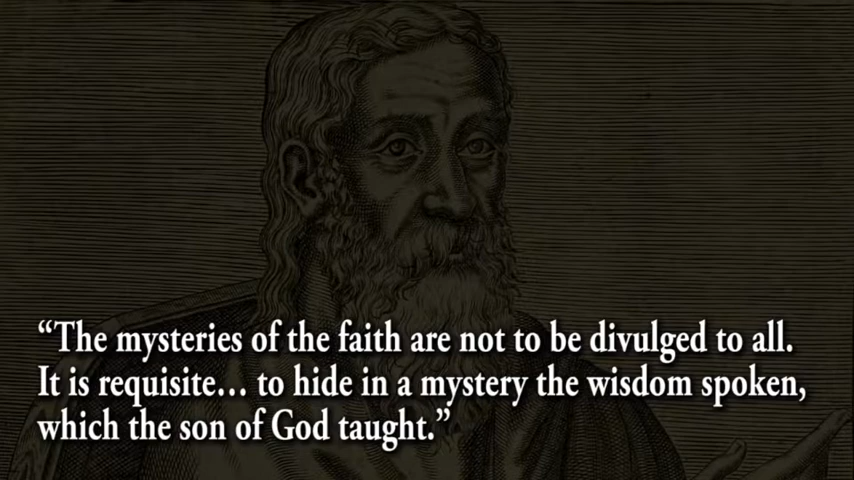 “The mysteries of the faith are not to be divulged to all.
It is requisite... to hide in a mystery the wisdom spoken,
which the son of God taught.”